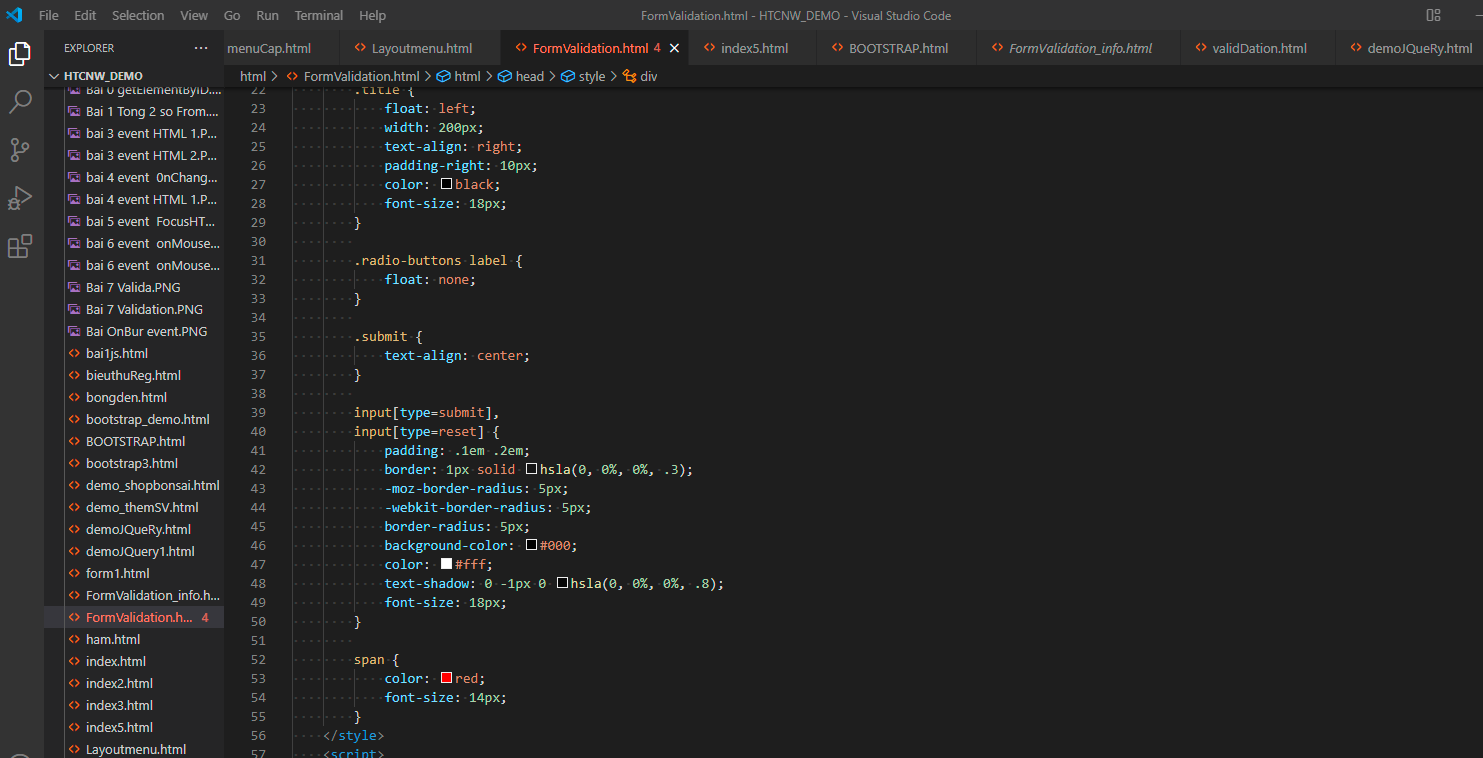 File Edit Selection View Go Run Terminal Help
FormValidation.html - HTCNW_DEMO - Visual Studio Code
EXPLORER
menuCap.html Layoutmenu.html FormValidation.html 4 index5.html BOOTSTRAP.html FormValidation_info.html validDation.html demoJQueRy.html
HTCNW_DEMO
html > FormValidation.html > html > head > style > div
Bai 0 getElementByID....
Bai 1 Tong 2 so From....
bai 3 event HTML 1.P...
bai 3 event HTML 2.P...
bai 4 event 0nChang...
bai 4 event HTML 1.P...
bai 5 event FocusHT...
bai 6 event onMouse...
bai 6 event onMouse...
Bai 7 Valida.PNG
Bai 7 Validation.PNG
Bai OnBur event.PNG
bai1js.html
bieuthuReg.html
bongden.html
bootstrap_demo.html
BOOTSTRAP.html
bootstrap3.html
demo_shopbonsai.html
demo_themSV.html
demoJQueRy.html
demoJQuery1.html
form1.html
FormValidation_info.h...
FormValidation.h... 4
ham.html
index.html
index2.html
index3.html
index5.html
Layoutmenu.html
22 .title {
23 float: left;
24 width: 200px;
25 text-align: right;
26 padding-right: 10px;
27 color: black;
28 font-size: 18px;
29 }
30
31 .radio-buttons label {
32 float: none;
33 }
34
35 .submit {
36 text-align: center;
37 }
38
39 input[type=submit],
40 input[type=reset] {
41 padding: .1em .2em;
42 border: 1px solid hsla(0, 0%, 0%, .3);
43 -moz-border-radius: 5px;
44 -webkit-border-radius: 5px;
45 border-radius: 5px;
46 background-color: #000;
47 color: #fff;
48 text-shadow: 0 -1px 0 hsla(0, 0%, 0%, .8);
49 font-size: 18px;
50 }
51
52 span {
53 color: red;
54 font-size: 14px;
55 }
56 </style>
57 <script>